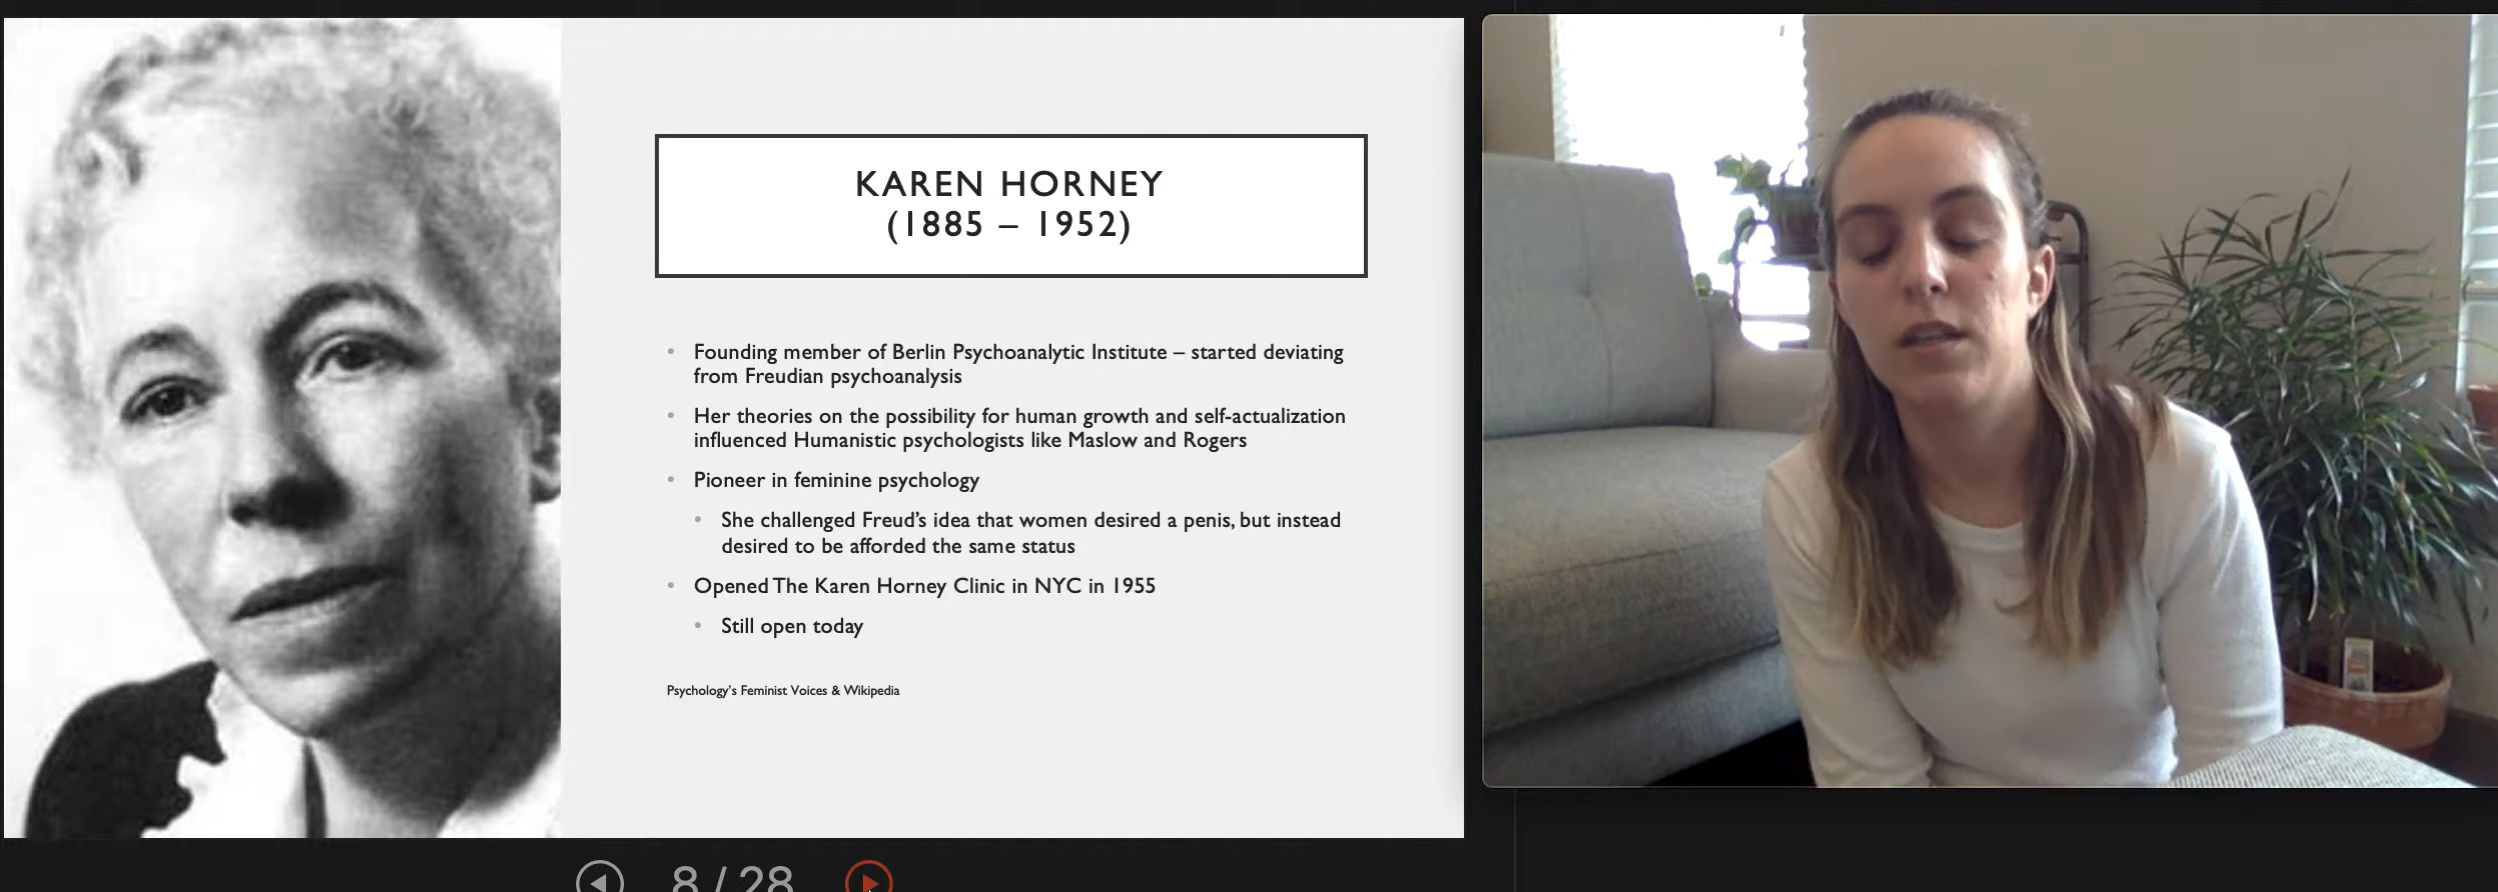 KAREN HORNEY
(1885 – 1952)
Founding member of Berlin Psychoanalytic Institute – started deviating
from Freudian psychoanalysis
Her theories on the possibility for human growth and self-actualization
influenced Humanistic psychologists like Maslow and Rogers
Pioneer in feminine psychology
She challenged Freud's idea that women desired a penis, but instead
desired to be afforded the same status
Opened The Karen Horney Clinic in NYC in 1955
Still open today
Psychology's Feminist Voices & Wikipedia
8 / 28